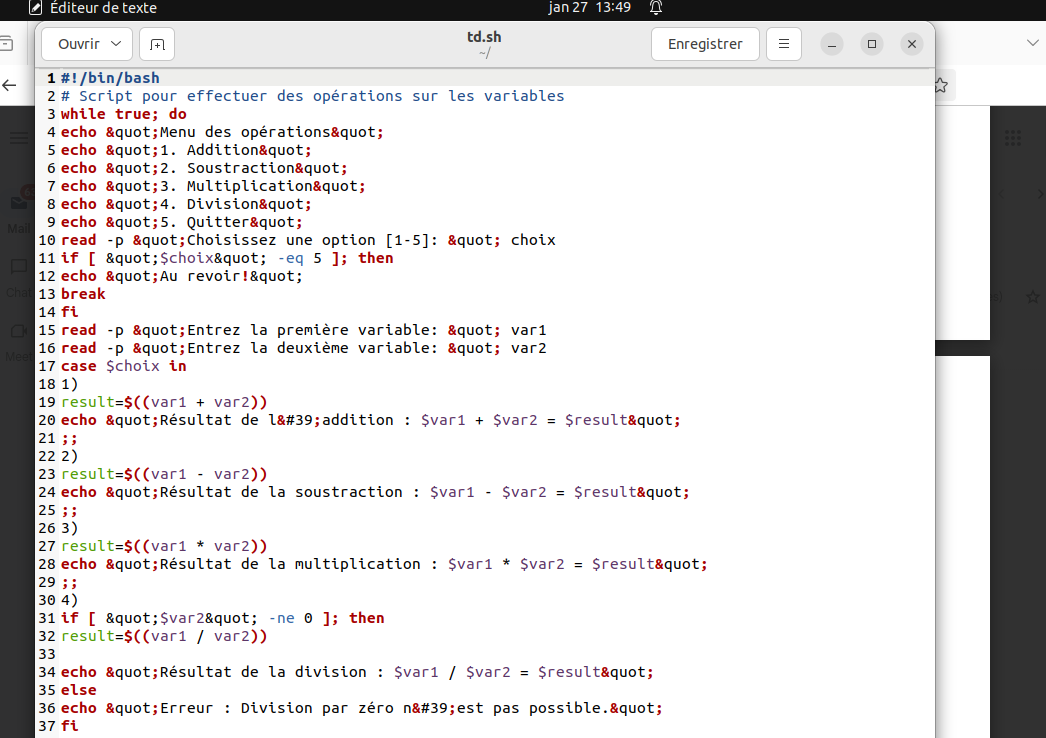 Éditeur de texte
jan 27 13:49
Ouvrir
td.sh
~/
Enregistrer
1 #!/bin/bash
2 # Script pour effectuer des opérations sur les variables
3 while true; do
4 echo &quot;Menu des opérations&quot;
5 echo &quot;1. Addition&quot;
6 echo &quot;2. Soustraction&quot;
7 echo &quot;3. Multiplication&quot;
8 echo &quot;4. Division&quot;
9 echo &quot;5. Quitter&quot;
10 read -p &quot;Choisissez une option [1-5]: &quot; choix
11 if [ &quot;$choix&quot; -eq 5 ]; then
12 echo &quot;Au revoir!&quot;
13 break
14 fi
15 read -p &quot;Entrez la première variable: &quot; var1
16 read -p &quot;Entrez la deuxième variable: &quot; var2
17 case $choix in
18 1)
19 result=$((var1 + var2))
20 echo &quot;Résultat de l&#39;addition : $var1 + $var2 = $result&quot;
21 ;;
22 2)
23 result=$((var1 - var2))
24 echo &quot;Résultat de la soustraction : $var1 - $var2 = $result&quot;
25 ;;
26 3)
27 result=$((var1 * var2))
28 echo &quot;Résultat de la multiplication : $var1 * $var2 = $result&quot;
29 ;;
30 4)
31 if [ &quot;$var2&quot; -ne 0 ]; then
32 result=$((var1 / var2))
33
34 echo &quot;Résultat de la division : $var1 / $var2 = $result&quot;
35 else
36 echo &quot;Erreur : Division par zéro n&#39;est pas possible.&quot;
37 fi
Mail
Chat
Meet